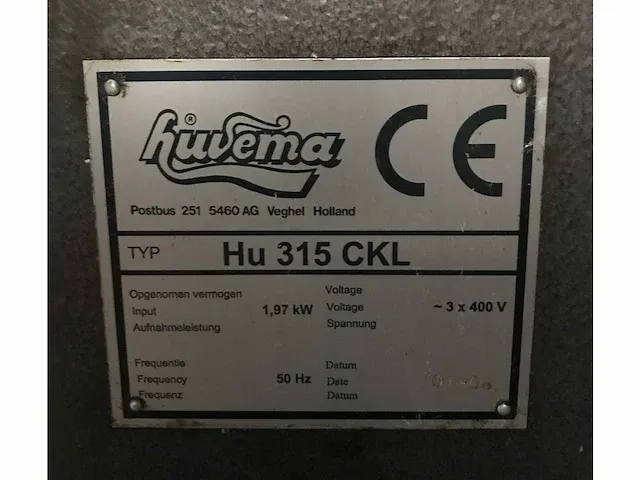 huvema ®
CE
Postbus 251 5460 AG Veghel Holland
TYP Hu 315 CKL
Opgenomen vermogen
Input 1,97 kW
Aufnahmeleistung
Voltage
Voltage ~ 3 x 400 V
Spannung
Frequentie
Frequency 50 Hz
Frequenz
Datum
Date
Datum